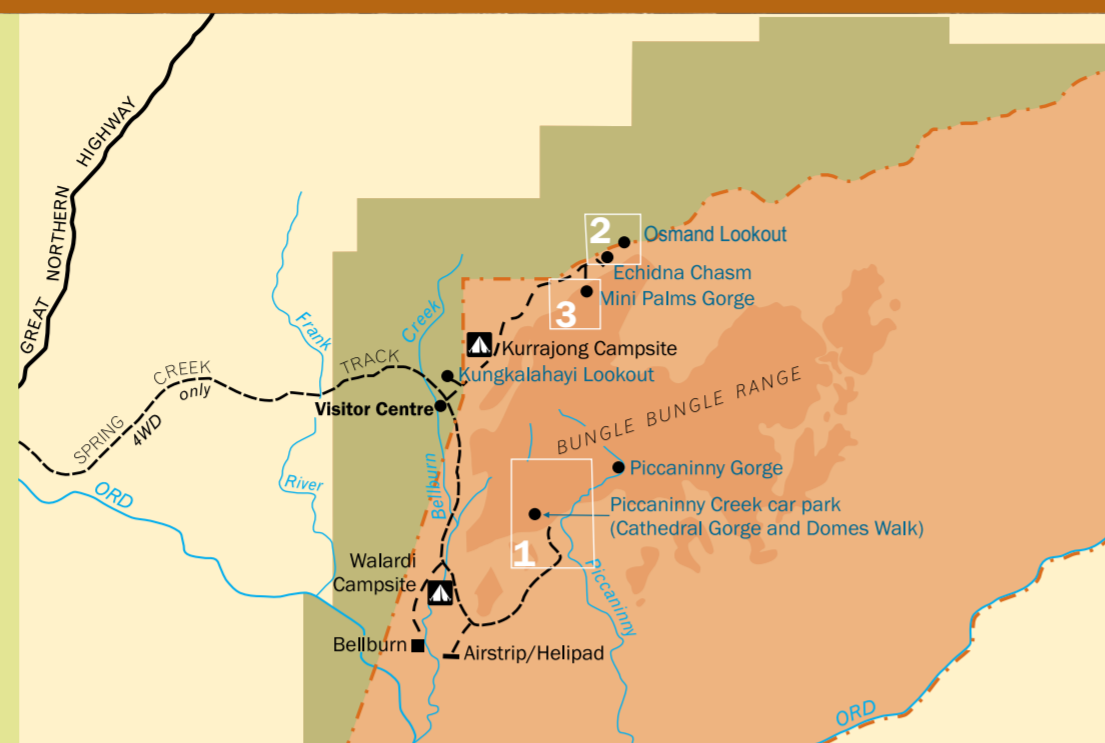 GREAT NORTHERN HIGHWAY
2
Osmand Lookout
Echidna Chasm
Mini Palms Gorge
3
Frank
River
Creek
Bellburn
Kurrajong Campsite
TRACK
CREEK
only
SPRING
4WD
Kungkalahayi Lookout
Visitor Centre
BUNGLE BUNGLE RANGE
Piccaninny Gorge
ORD
Piccaninny Creek car park
(Cathedral Gorge and Domes Walk)
1
Walardi
Campsite
Piccaninny
Bellburn
Airstrip/Helipad
ORD